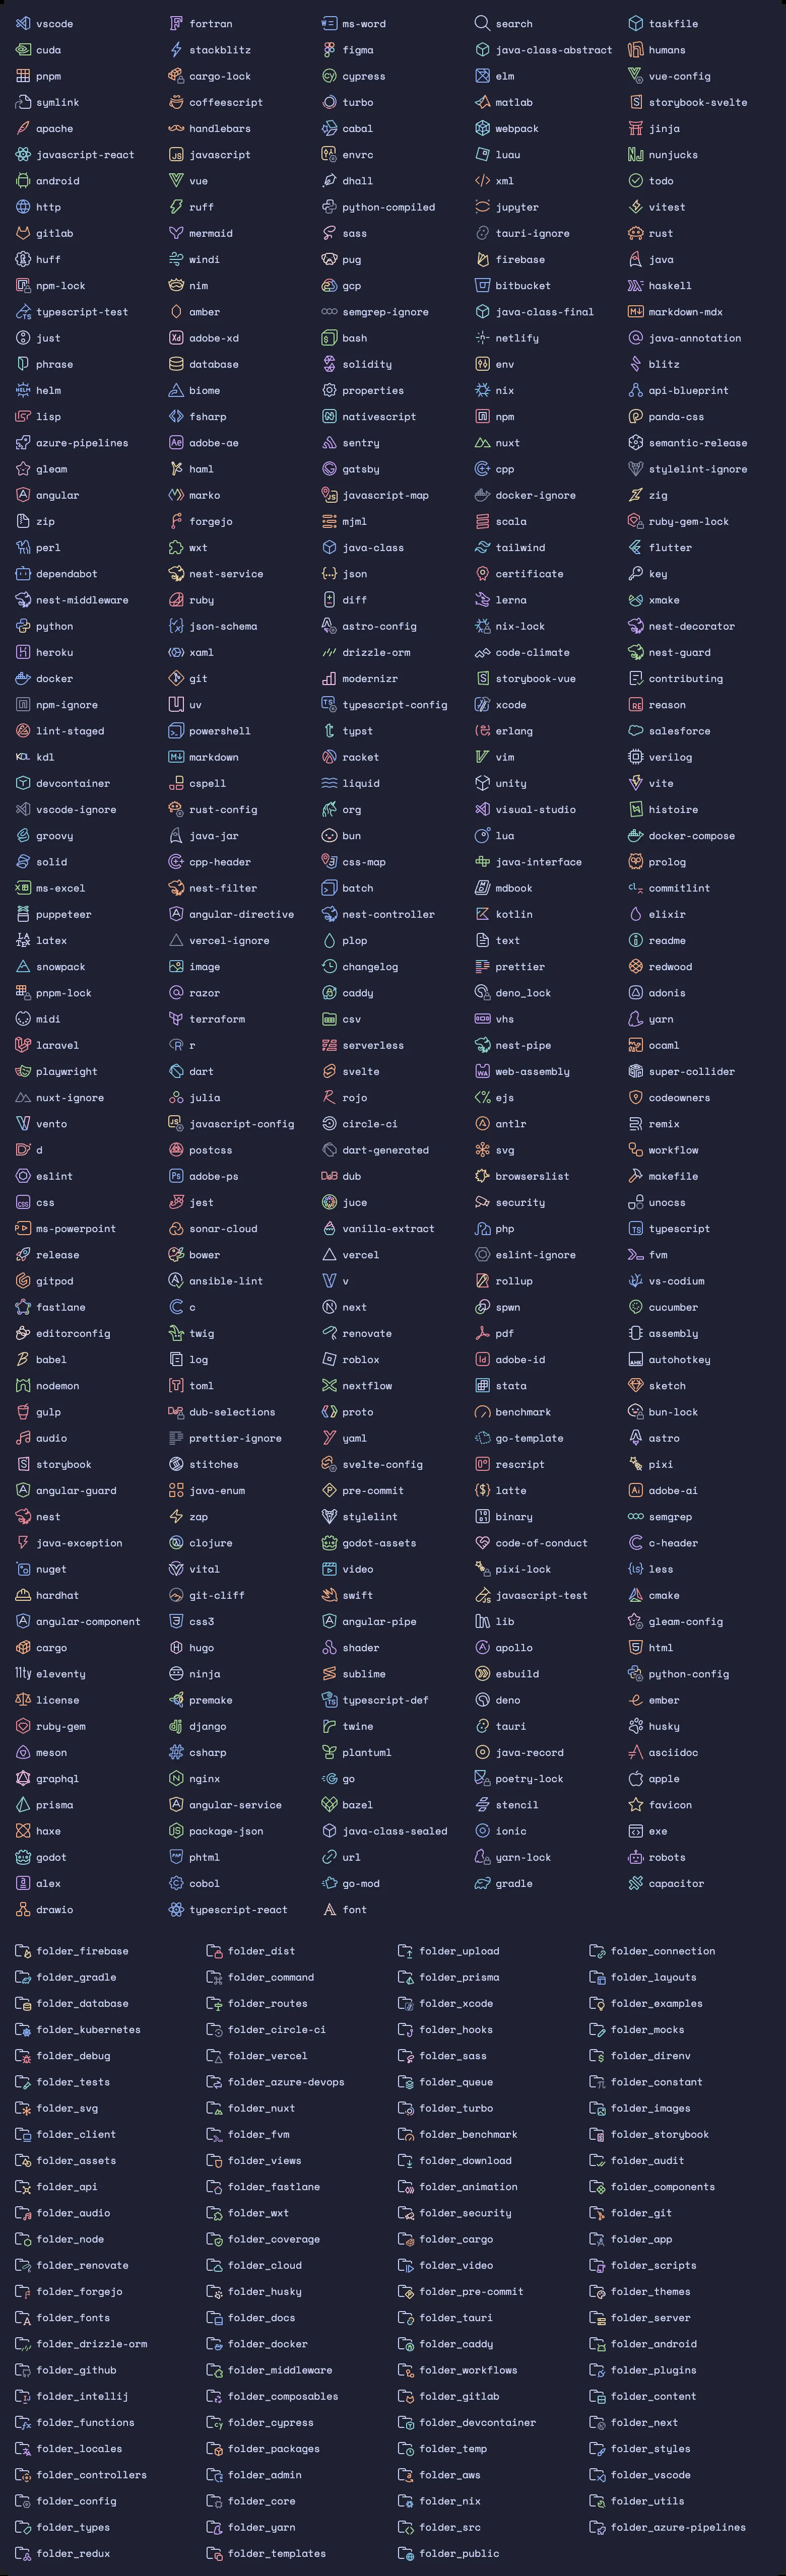 vscode fortran ms-word search taskfile
cuda stackblitz figma java-class-abstract humans
pnpm cargo-lock cypress elm vue-config
symlink coffeescript turbo matlab storybook-svelte
apache handlebars cabal webpack jinja
javascript-react javascript envrc luau nunjucks
android vue dhall xml todo
http ruff python-compiled jupyter vitest
gitlab mermaid sass tauri-ignore rust
huff windi pug firebase java
npm-lock nim gcp bitbucket haskell
typescript-test amber semgrep-ignore java-class-final markdown-mdx
just adobe-xd bash netlify java-annotation
phrase database solidity env blitz
helm biome properties nix api-blueprint
lisp fsharp nativescript npm panda-css
azure-pipelines adobe-ae sentry nuxt semantic-release
gleam haml gatsby cpp stylelint-ignore
angular marko javascript-map docker-ignore zig
zip forgejo mjml scala ruby-gem-lock
perl wxt java-class tailwind flutter
dependabot nest-service json certificate key
nest-middleware ruby diff lerna xmake
python json-schema astro-config nix-lock nest-decorator
heroku xaml drizzle-orm code-climate nest-guard
docker git modernizr storybook-vue contributing
npm-ignore uv typescript-config xcode reason
lint-staged powershell typst erlang salesforce
kdl markdown racket vim verilog
devcontainer cspell liquid unity vite
vscode-ignore rust-config org visual-studio histoire
groovy java-jar bun lua docker-compose
solid cpp-header css-map java-interface prolog
ms-excel nest-filter batch mdbook commitlint
puppeteer angular-directive nest-controller kotlin elixir
latex vercel-ignore plop text readme
snowpack image changelog prettier redwood
pnpm-lock razor caddy deno_lock adonis
midi terraform csv vhs yarn
laravel r serverless nest-pipe ocaml
playwright dart svelte web-assembly super-collider
nuxt-ignore julia rojo ejs codeowners
vento javascript-config circle-ci antlr remix
d postcss dart-generated svg workflow
eslint adobe-ps dub browserslist makefile
css jest juce security unocss
ms-powerpoint sonar-cloud vanilla-extract php typescript
release bower vercel eslint-ignore fvm
gitpod ansible-lint v rollup vs-codium
fastlane c next spwn cucumber
editorconfig twig renovate pdf assembly
babel log roblox adobe-id autohotkey
nodemon toml nextflow stata sketch
gulp dub-selections proto benchmark bun-lock
audio prettier-ignore yaml go-template astro
storybook stitches svelte-config rescript pixi
angular-guard java-enum pre-commit latte adobe-ai
nest zap stylelint binary semgrep
java-exception clojure godot-assets code-of-conduct c-header
nuget vital video pixi-lock less
hardhat git-cliff swift javascript-test cmake
angular-component css3 angular-pipe lib gleam-config
cargo hugo shader apollo html
eleventy ninja sublime esbuild python-config
license premake typescript-def deno ember
ruby-gem django twine tauri husky
meson csharp plantuml java-record asciidoc
graphql nginx go poetry-lock apple
prisma angular-service bazel stencil favicon
haxe package-json java-class-sealed ionic exe
godot phtml url yarn-lock robots
alex cobol go-mod gradle capacitor
drawio typescript-react font
folder_firebase folder_dist folder_upload folder_connection
folder_gradle folder_command folder_prisma folder_layouts
folder_database folder_routes folder_xcode folder_examples
folder_kubernetes folder_circle-ci folder_hooks folder_mocks
folder_debug folder_vercel folder_sass folder_direnv
folder_tests folder_azure-devops folder_queue folder_constant
folder_svg folder_nuxt folder_turbo folder_images
folder_client folder_fvm folder_benchmark folder_storybook
folder_assets folder_views folder_download folder_audit
folder_api folder_fastlane folder_animation folder_components
folder_audio folder_wxt folder_security folder_git
folder_node folder_coverage folder_cargo folder_app
folder_renovate folder_cloud folder_video folder_scripts
folder_forgejo folder_husky folder_pre-commit folder_themes
folder_fonts folder_docs folder_tauri folder_server
folder_drizzle-orm folder_docker folder_caddy folder_android
folder_github folder_middleware folder_workflows folder_plugins
folder_intellij folder_composables folder_gitlab folder_content
folder_functions folder_cypress folder_devcontainer folder_next
folder_locales folder_packages folder_temp folder_styles
folder_controllers folder_admin folder_aws folder_vscode
folder_config folder_core folder_nix folder_utils
folder_types folder_yarn folder_src folder_azure-pipelines
folder_redux folder_templates folder_public